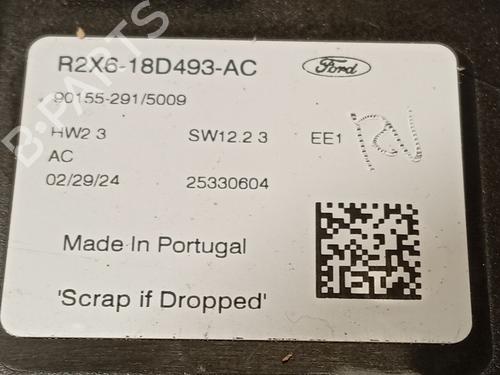 R2X6-18D493-AC
Ford
90155-291/5009
HW2 3
SW12.2 3
EE1
AC
02/29/24
25330604
Made In Portugal
'Scrap if Dropped'
B-PARTS